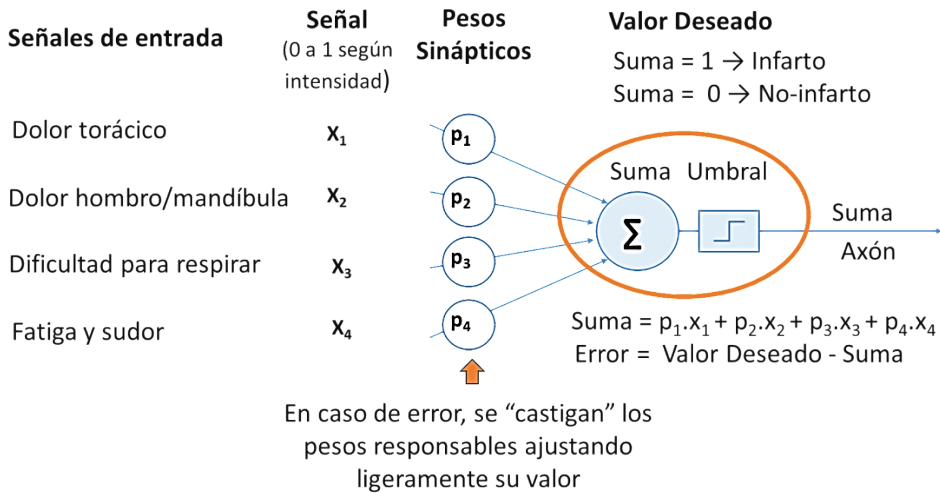 Señales de entrada
Señal
(0 a 1 según
intensidad)
Pesos
Sinápticos
Valor Deseado
Suma = 1 → Infarto
Suma = 0 → No-infarto
Dolor torácico
x₁
p₁
Dolor hombro/mandíbula
x₂
p₂
Dificultad para respirar
x₃
p₃
Fatiga y sudor
x₄
p₄
Suma
Umbral
Σ
Suma
Axón
Suma = p₁.x₁ + p₂.x₂ + p₃.x₃ + p₄.x₄
Error = Valor Deseado - Suma
En caso de error, se “castigan” los
pesos responsables ajustando
ligeramente su valor